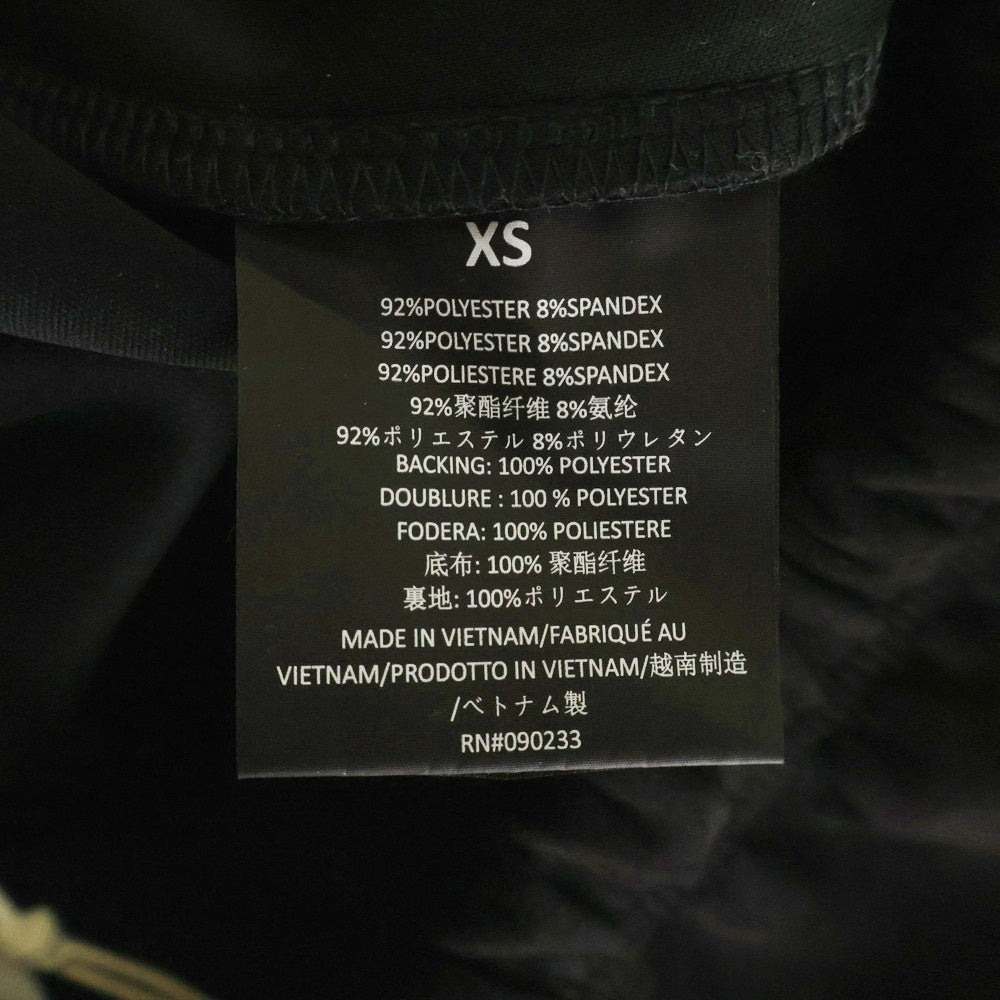 XS
92%POLYESTER 8%SPANDEX
92%POLYESTER 8%SPANDEX
92%POLIESTERE 8%SPANDEX
92%聚酯纤维 8%氨纶
92%ポリエステル 8%ポリウレタン
BACKING: 100% POLYESTER
DOUBLURE : 100 % POLYESTER
FODERA: 100% POLIESTERE
底布: 100% 聚酯纤维
裏地: 100%ポリエステル
MADE IN VIETNAM/FABRIQUÉ AU
VIETNAM/PRODOTTO IN VIETNAM/越南制造
/ベトナム製
RN#090233